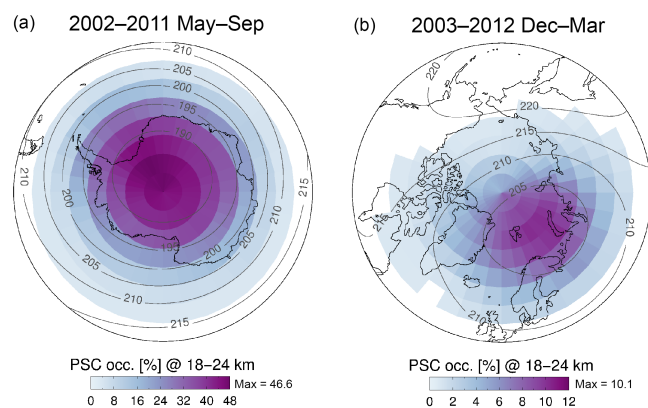 (a) 2002–2011 May–Sep
210
205
200
195
190
210
200
215
195
200
205
205
210
215
PSC occ. [%] @ 18–24 km
Max = 46.6
0 8 16 24 32 40 48
(b) 2003–2012 Dec–Mar
220
220
215
210
205
215
210
210
PSC occ. [%] @ 18–24 km
Max = 10.1
0 2 4 6 8 10 12